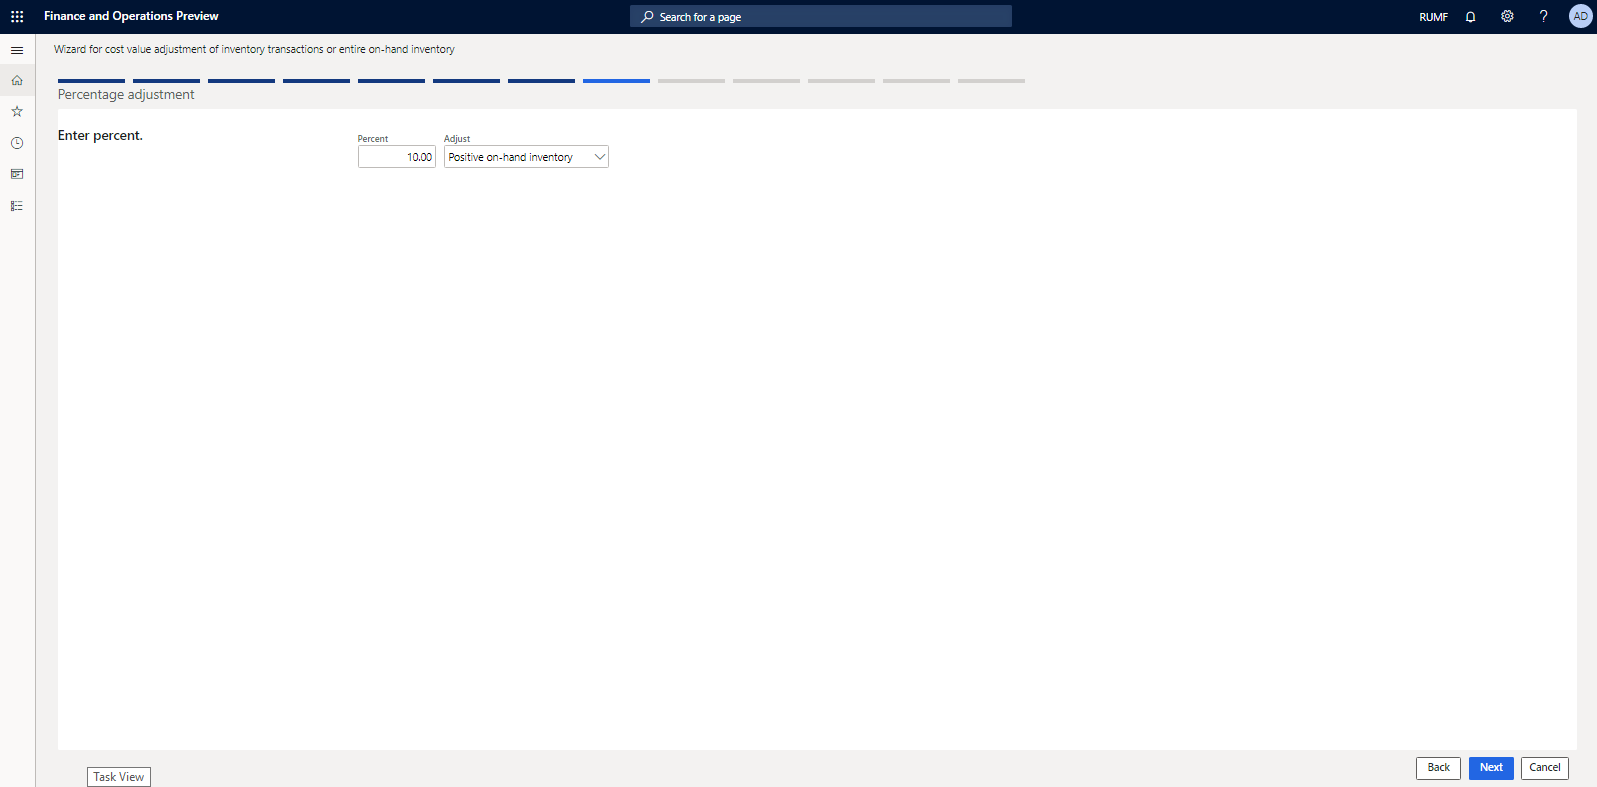 Finance and Operations Preview
Search for a page
RUMF
?
AD
Wizard for cost value adjustment of inventory transactions or entire on-hand inventory
Percentage adjustment
Enter percent.
Percent
Adjust
10.00
Positive on-hand inventory
Back
Next
Cancel
Task View